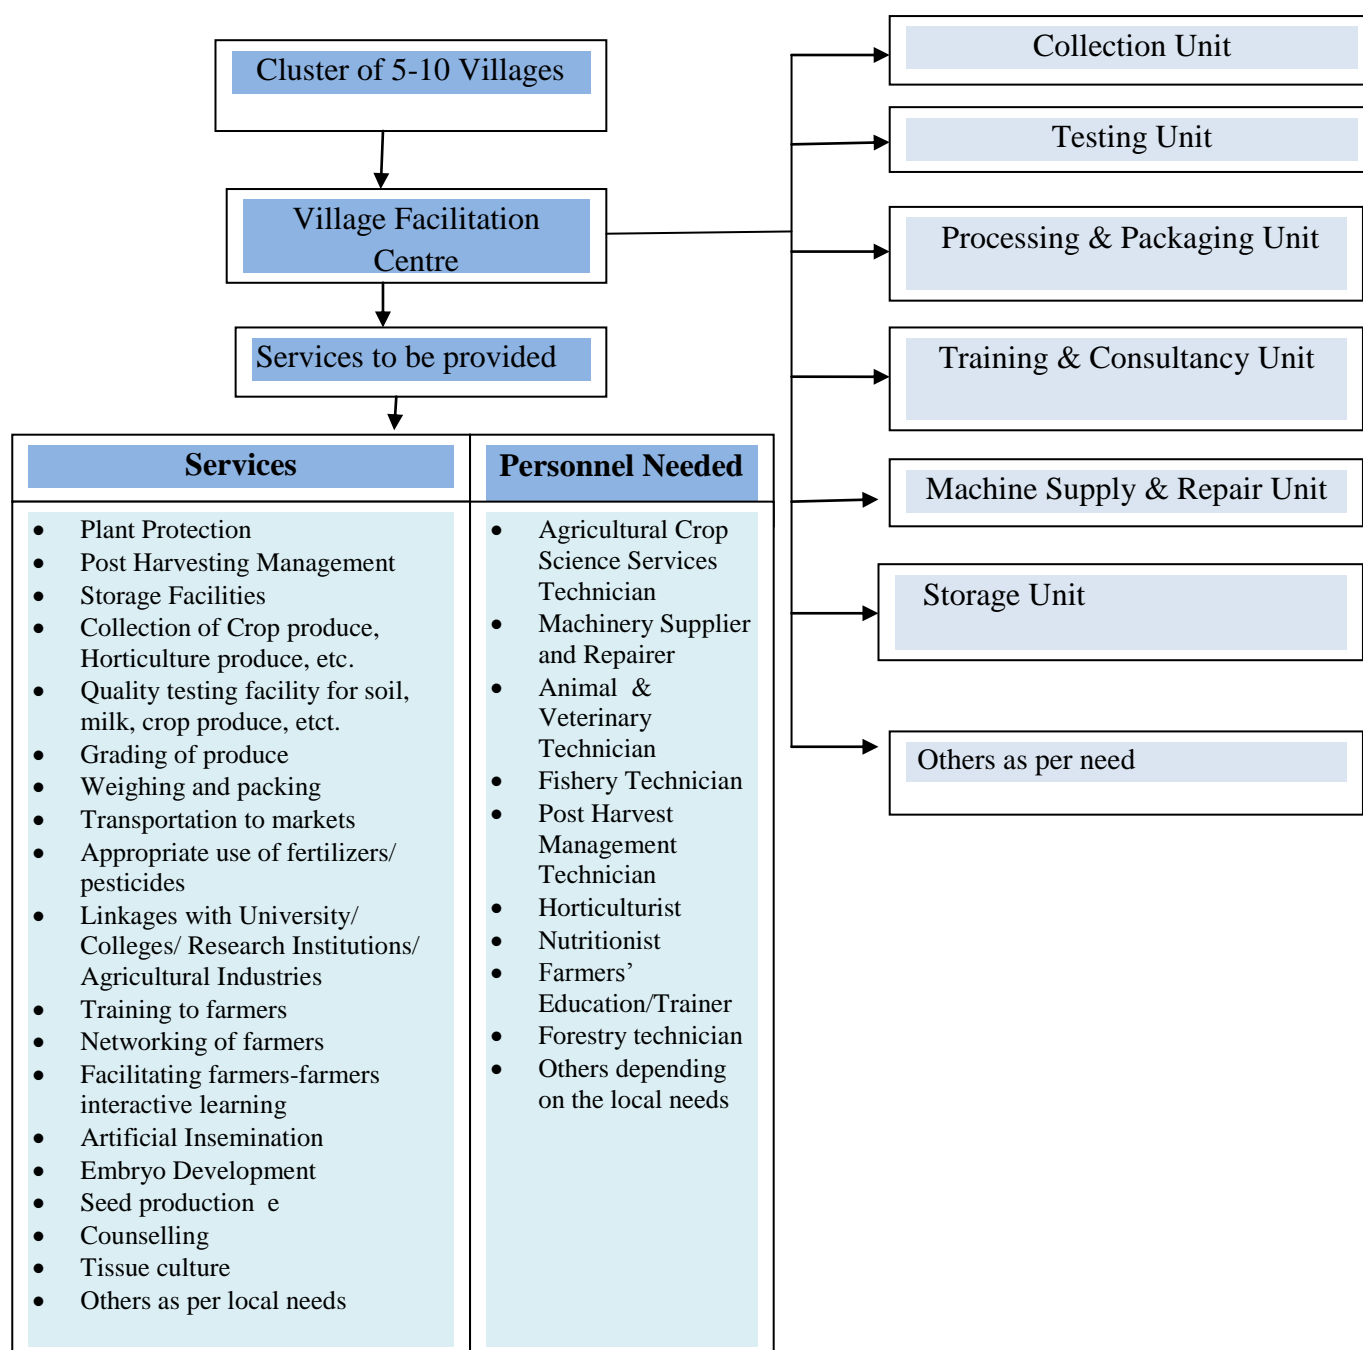 Cluster of 5-10 Villages
Village Facilitation
Centre
Services to be provided
Services
Plant Protection
Post Harvesting Management
Storage Facilities
Collection of Crop produce,
Horticulture produce, etc.
Quality testing facility for soil,
milk, crop produce, etct.
Grading of produce
Weighing and packing
Transportation to markets
Appropriate use of fertilizers/
pesticides
Linkages with University/
Colleges/ Research Institutions/
Agricultural Industries
Training to farmers
Networking of farmers
Facilitating farmers-farmers
interactive learning
Artificial Insemination
Embryo Development
Seed production e
Counselling
Tissue culture
Others as per local needs
Personnel Needed
Agricultural Crop
Science Services
Technician
Machinery Supplier
and Repairer
Animal &
Veterinary
Technician
Fishery Technician
Post Harvest
Management
Technician
Horticulturist
Nutritionist
Farmers’
Education/Trainer
Forestry technician
Others depending
on the local needs
Collection Unit
Testing Unit
Processing & Packaging Unit
Training & Consultancy Unit
Machine Supply & Repair Unit
Storage Unit
Others as per need